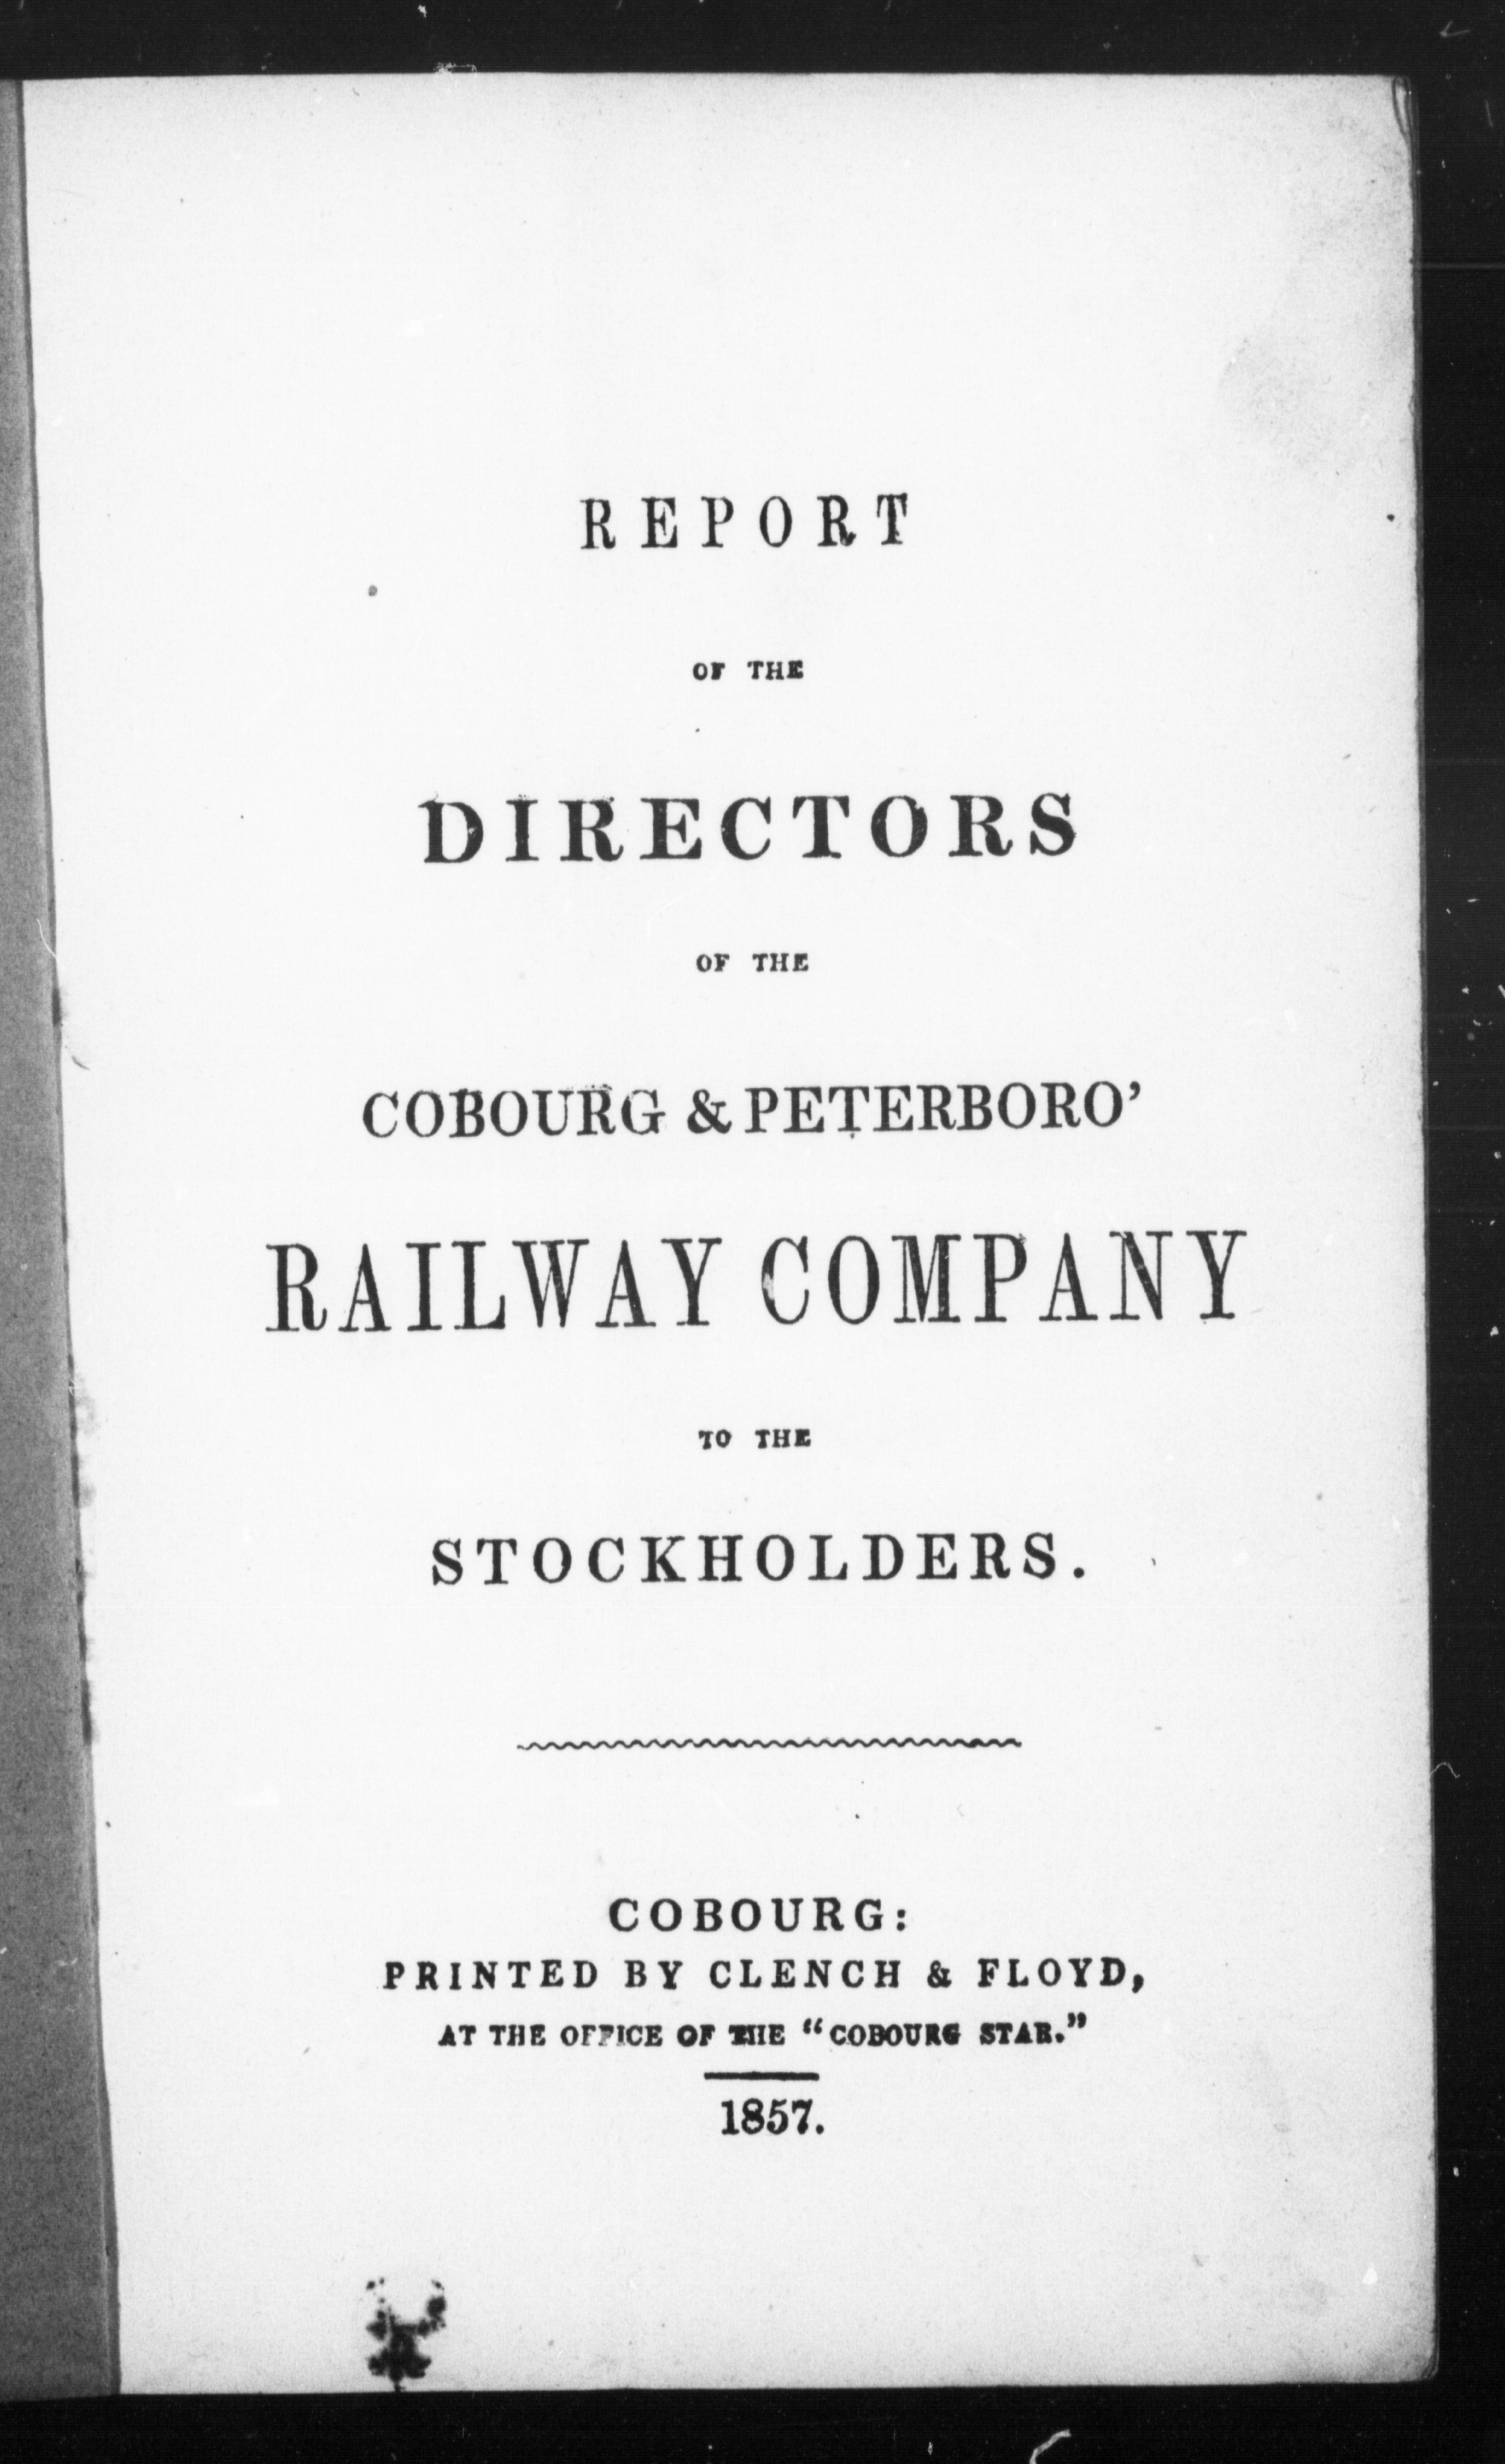 REPORT
OF THE
DIRECTORS
OF THE
COBOURG & PETERBORO’
RAILWAY COMPANY
TO THE
STOCKHOLDERS.
COBOURG:
PRINTED BY CLENCH & FLOYD,
AT THE OFFICE OF THE “COBOURG STAR.”
1857.